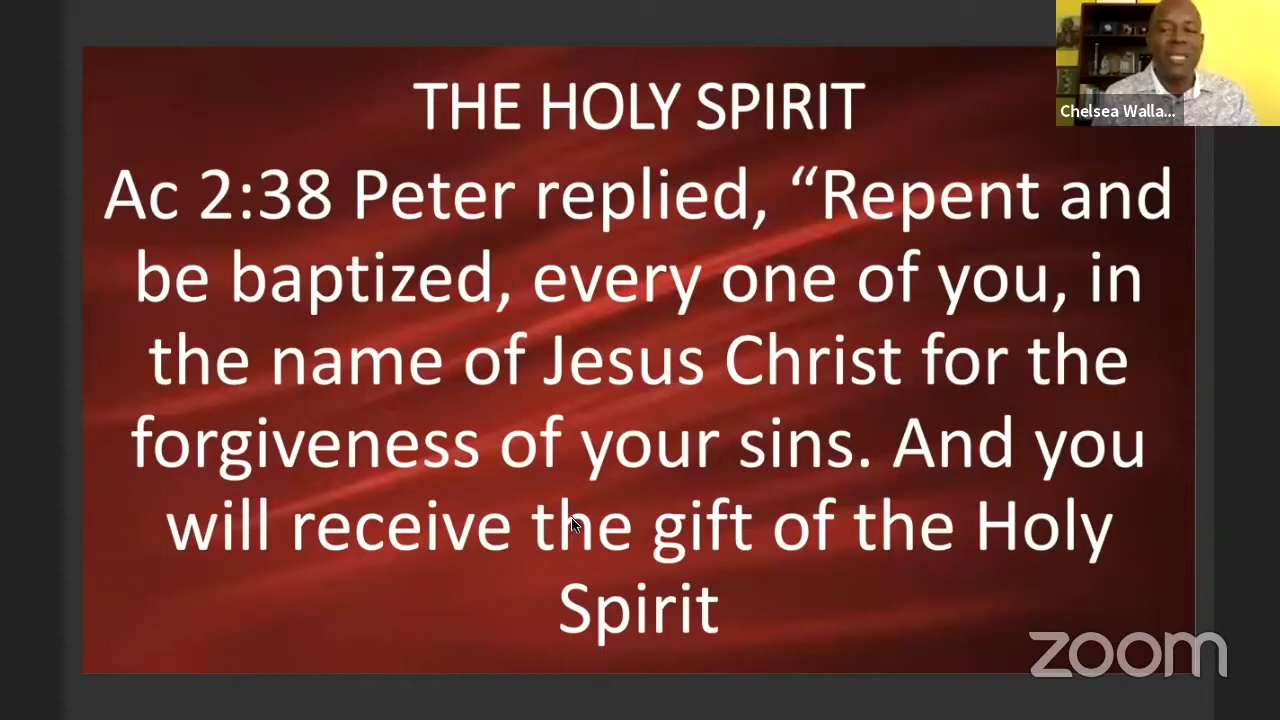 THE HOLY SPIRIT
Ac 2:38 Peter replied, “Repent and
be baptized, every one of you, in
the name of Jesus Christ for the
forgiveness of your sins. And you
will receive the gift of the Holy
Spirit
Chelsea Walla...
zoom